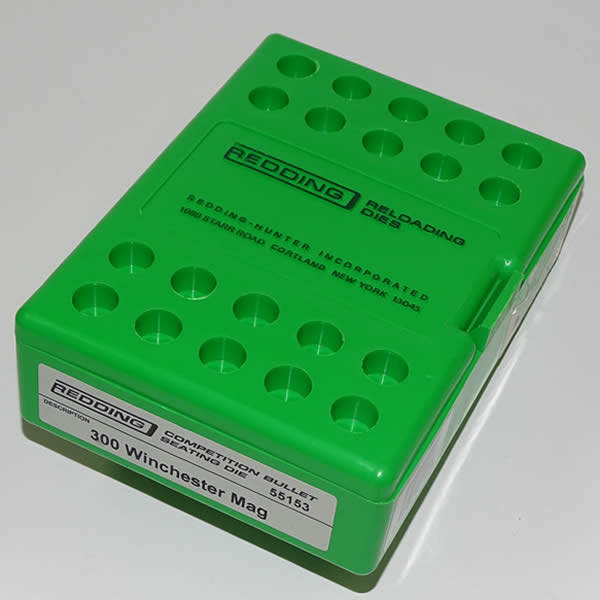 REDDING
RELOADING
DIES
REDDING-HUNTER INCORPORATED
1089 STARR ROAD CORTLAND, NEW YORK 13045
REDDING
COMPETITION BULLET
SEATING DIE
DESCRIPTION
55153
300 Winchester Mag